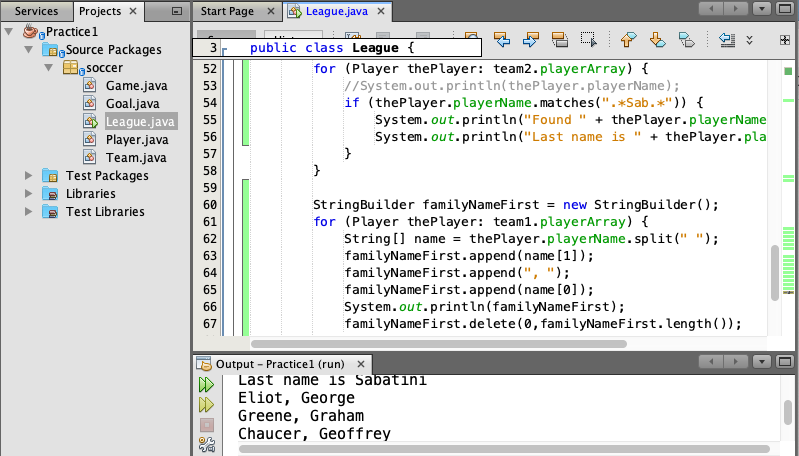 Services Projects
Practice1
Source Packages
soccer
Game.java
Goal.java
League.java
Player.java
Team.java
Test Packages
Libraries
Test Libraries
Start Page League.java
3 public class League {
52 for (Player thePlayer: team2.playerArray) {
53 //System.out.println(thePlayer.playerName);
54 if (thePlayer.playerName.matches(".*Sab.*")) {
55 System.out.println("Found " + thePlayer.playerName
56 System.out.println("Last name is " + thePlayer.pla
57 }
58 }
59
60 StringBuilder familyNameFirst = new StringBuilder();
61 for (Player thePlayer: team1.playerArray) {
62 String[] name = thePlayer.playerName.split(" ");
63 familyNameFirst.append(name[1]);
64 familyNameFirst.append(", ");
65 familyNameFirst.append(name[0]);
66 System.out.println(familyNameFirst);
67 familyNameFirst.delete(0,familyNameFirst.length());
Output – Practice1 (run)
Last name is Sabatini
Eliot, George
Greene, Graham
Chaucer, Geoffrey